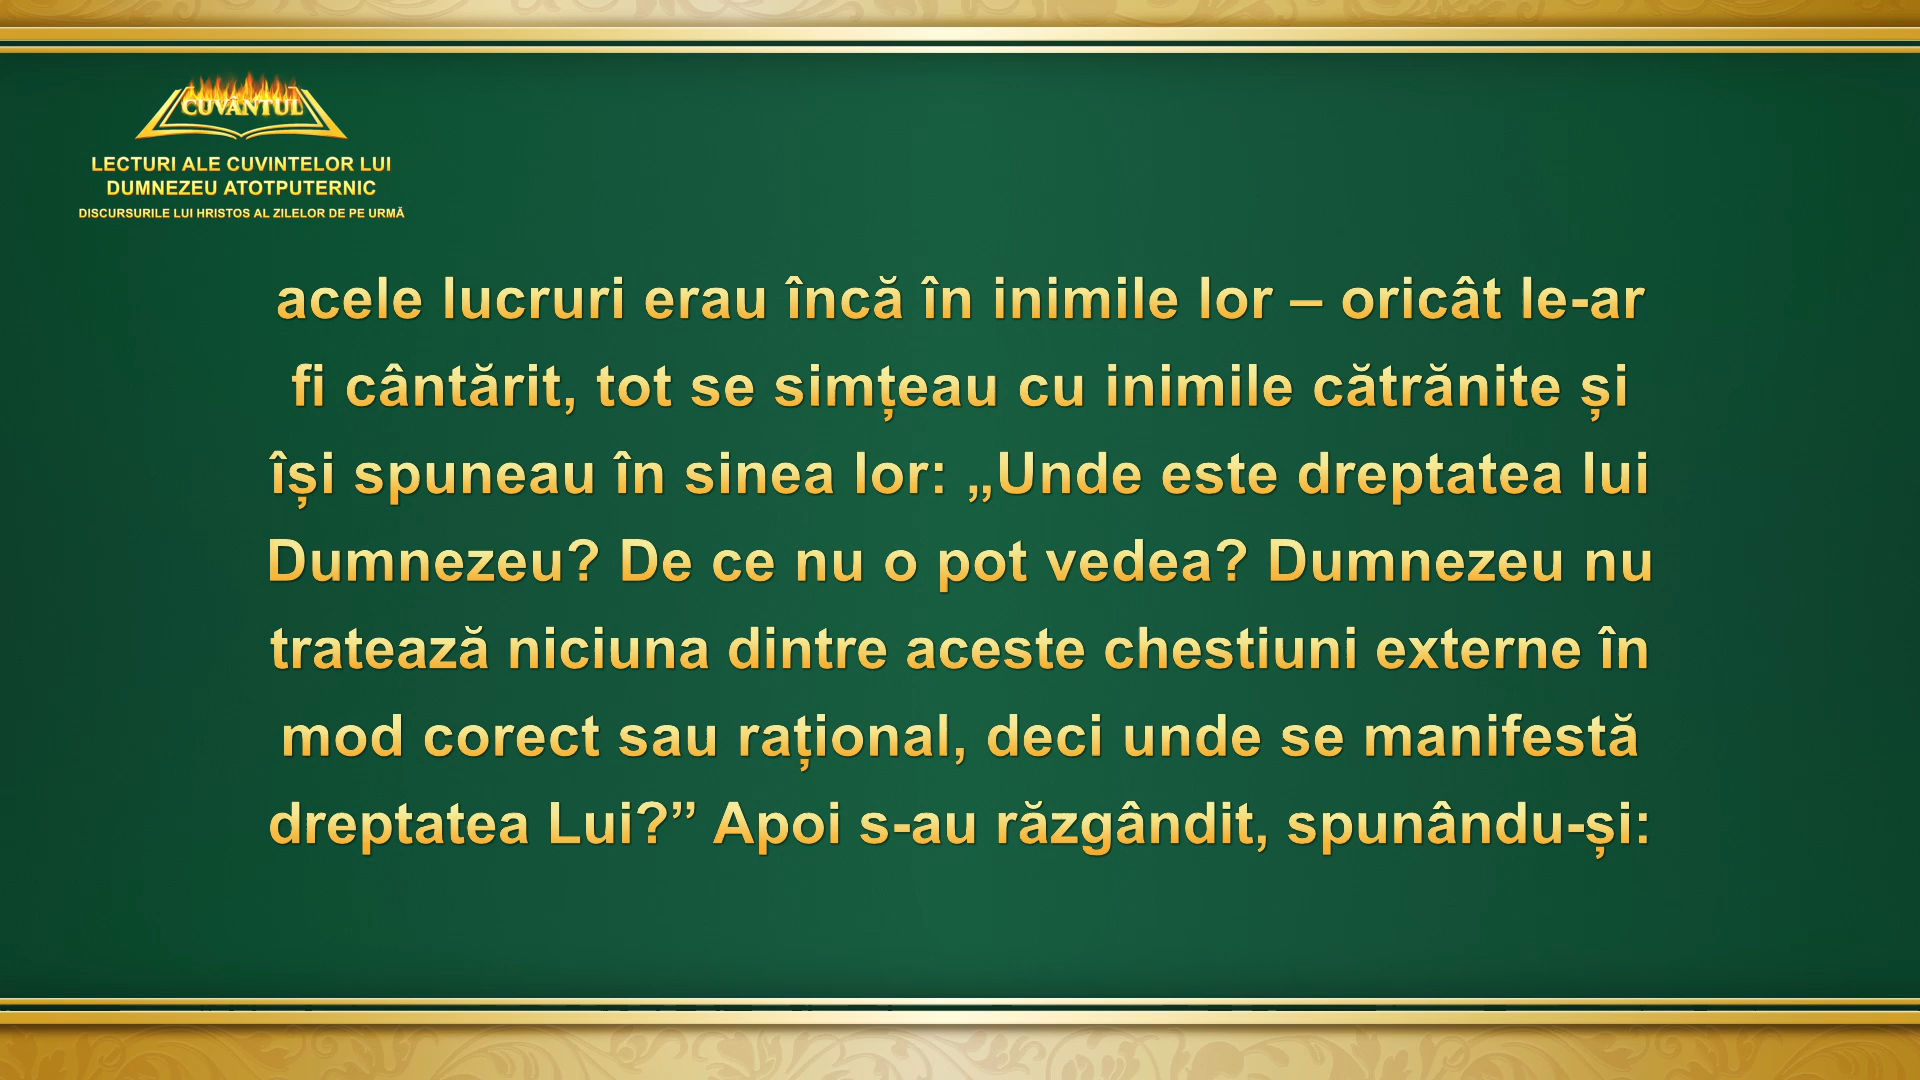 CUVÂNTUL
LECTURI ALE CUVINTELOR LUI
DUMNEZEU ATOTPUTERNIC
DISCURSURILE LUI HRISTOS AL ZILELOR DE PE URMĂ
acele lucruri erau încă în inimile lor – oricât le-ar
fi cântărit, tot se simțeau cu inimile cătrănite și
își spuneau în sinea lor: „Unde este dreptatea lui
Dumnezeu? De ce nu o pot vedea? Dumnezeu nu
tratează niciuna dintre aceste chestiuni externe în
mod corect sau rațional, deci unde se manifestă
dreptatea Lui?” Apoi s-au răzgândit, spunându-și: